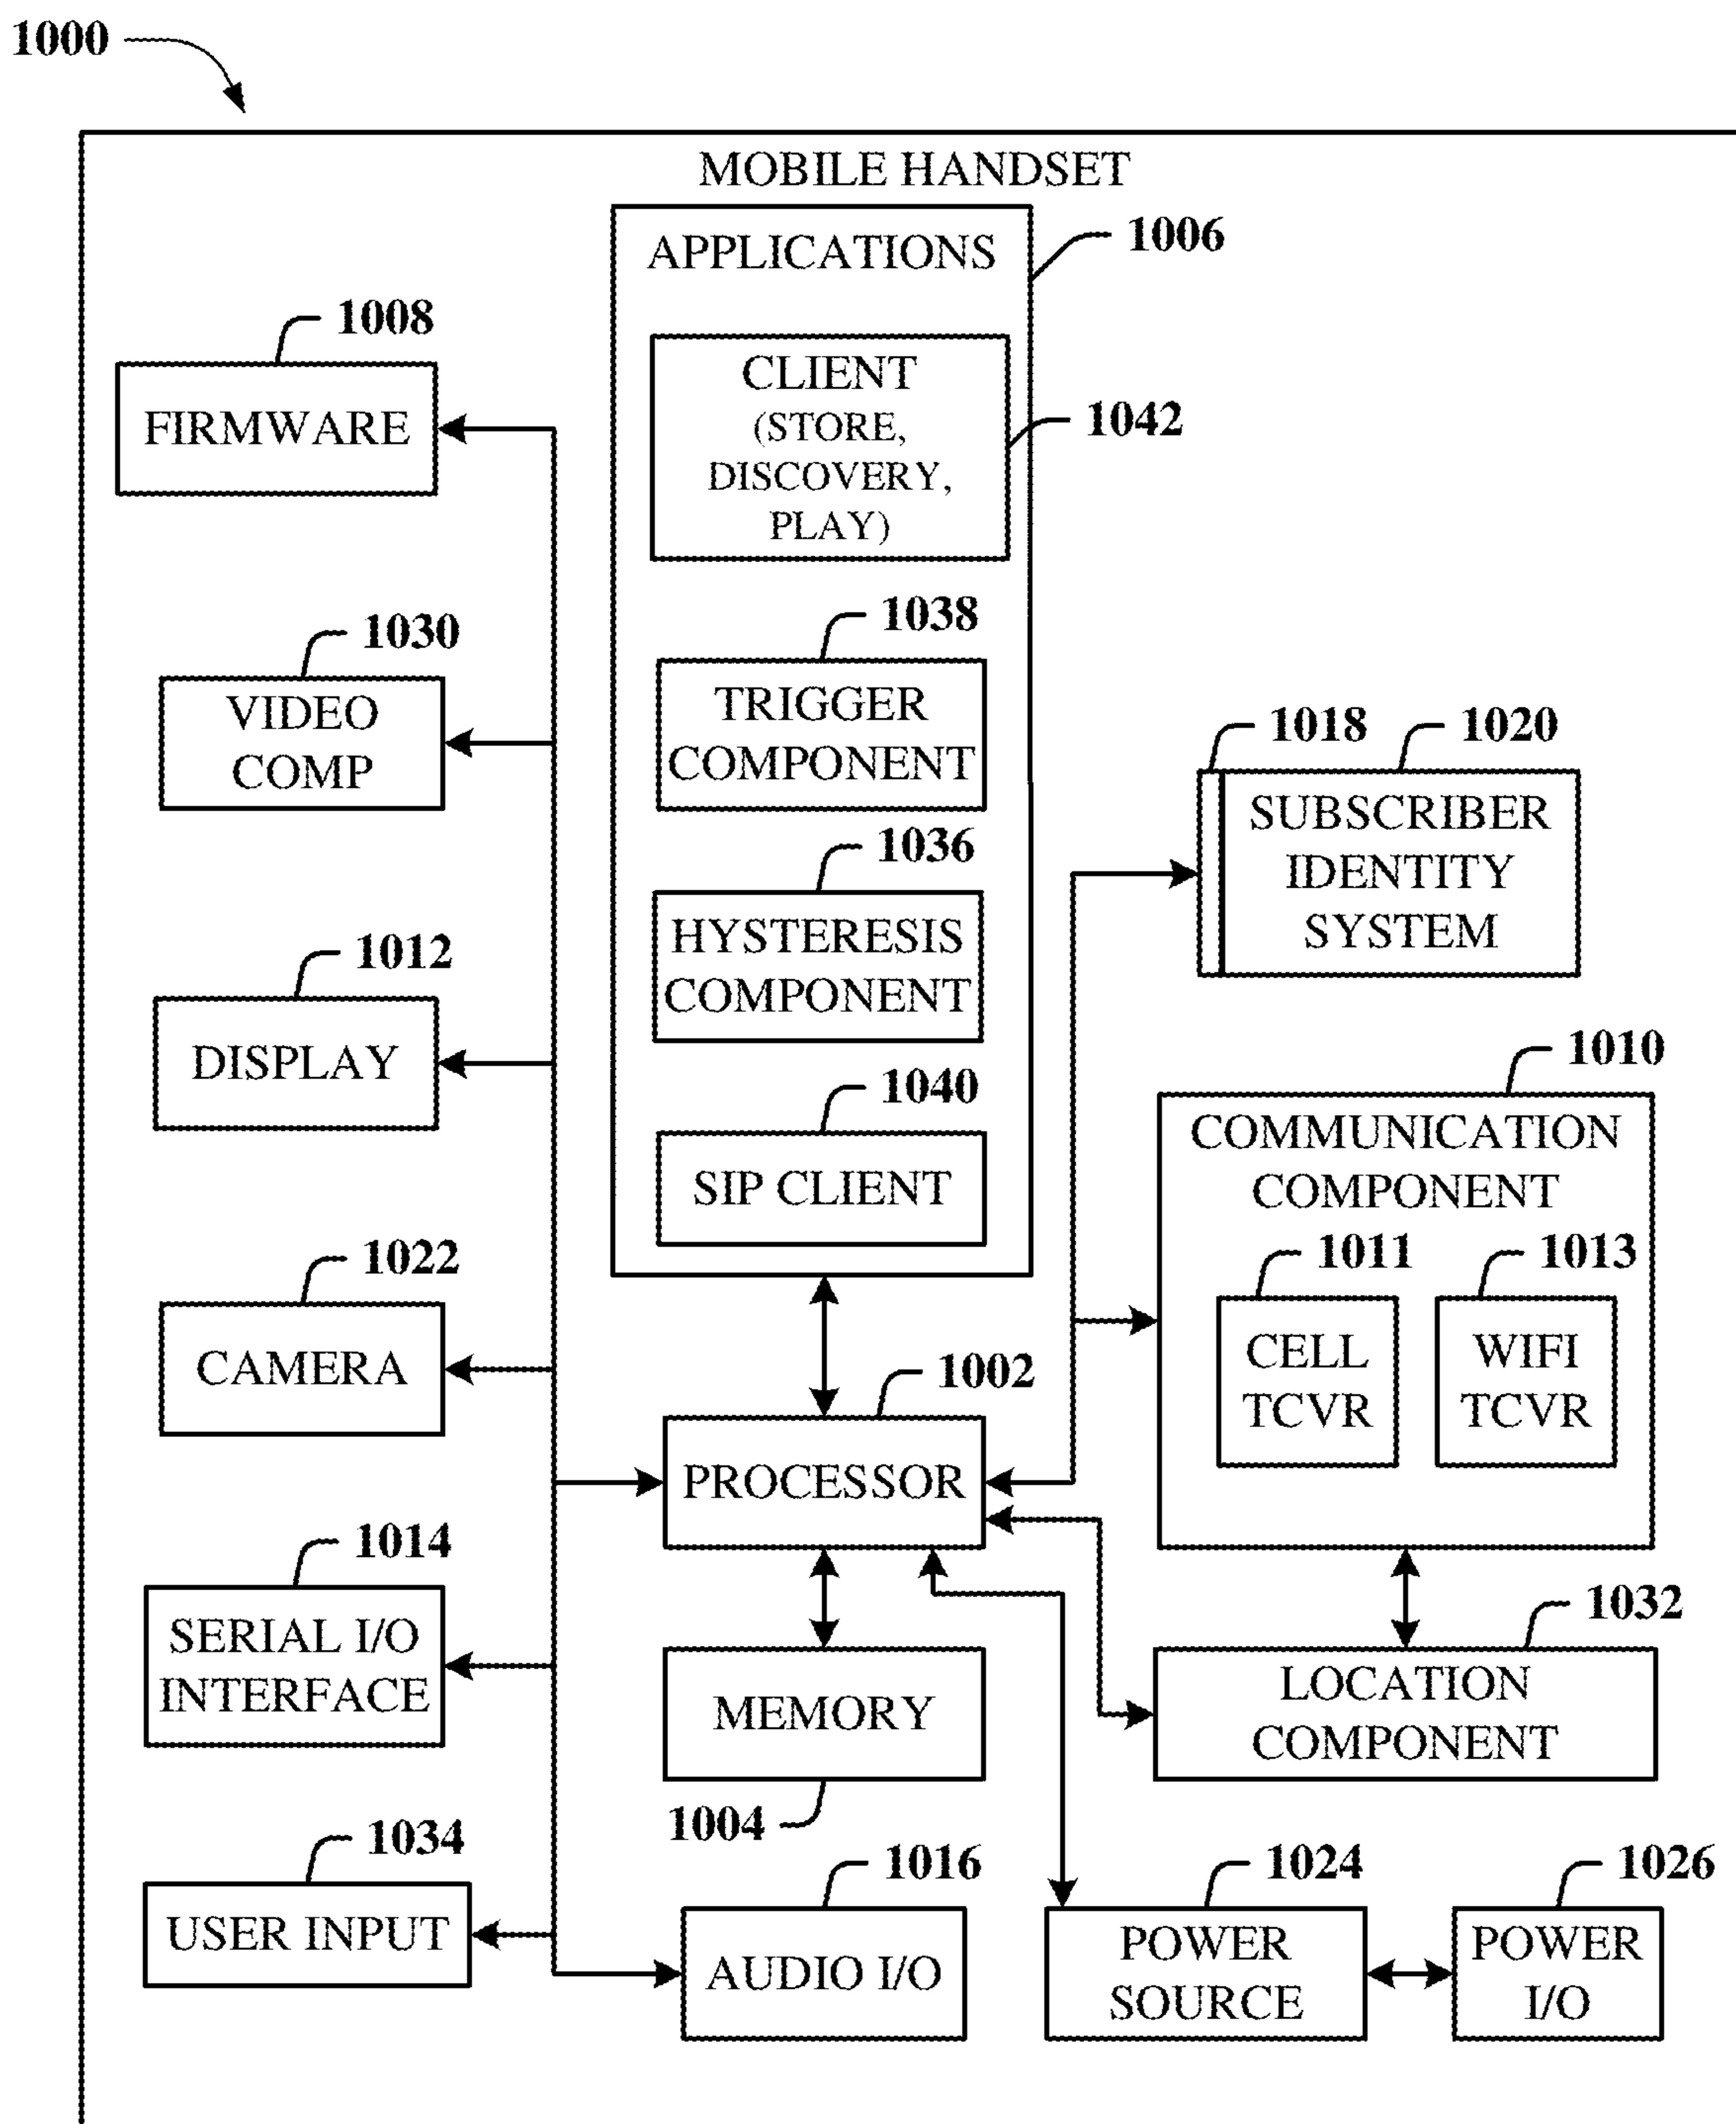 1000
MOBILE HANDSET
APPLICATIONS
1006
CLIENT
(STORE,
DISCOVERY,
PLAY)
1042
1008
FIRMWARE
1038
TRIGGER
COMPONENT
1030
VIDEO
COMP
1018
1020
SUBSCRIBER
IDENTITY
SYSTEM
1036
HYSTERESIS
COMPONENT
1012
DISPLAY
1040
SIP CLIENT
1010
COMMUNICATION
COMPONENT
1011
CELL
TCVR
1013
WIFI
TCVR
1022
CAMERA
1002
PROCESSOR
1014
SERIAL I/O
INTERFACE
MEMORY
1004
1032
LOCATION
COMPONENT
1034
USER INPUT
1016
AUDIO I/O
1024
POWER
SOURCE
1026
POWER
I/O